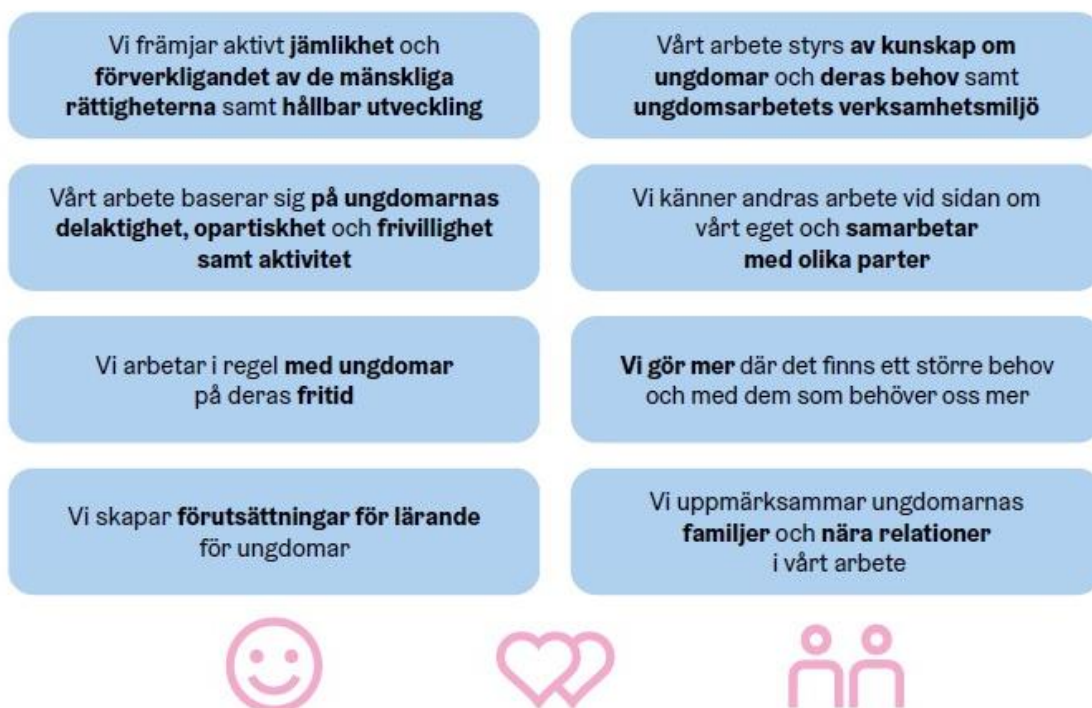 Vi främjar aktivt jämlikhet och
förverkligandet av de mänskliga
rättigheterna samt hållbar utveckling
Vårt arbete styrs av kunskap om
ungdomar och deras behov samt
ungdomsarbetets verksamhetsmiljö
Vårt arbete baserar sig på ungdomarnas
delaktighet, opartiskhet och frivillighet
samt aktivitet
Vi känner andras arbete vid sidan om
vårt eget och samarbetar
med olika parter
Vi arbetar i regel med ungdomar
på deras fritid
Vi gör mer där det finns ett större behov
och med dem som behöver oss mer
Vi skapar förutsättningar för lärande
för ungdomar
Vi uppmärksammar ungdomarnas
familjer och nära relationer
i vårt arbete